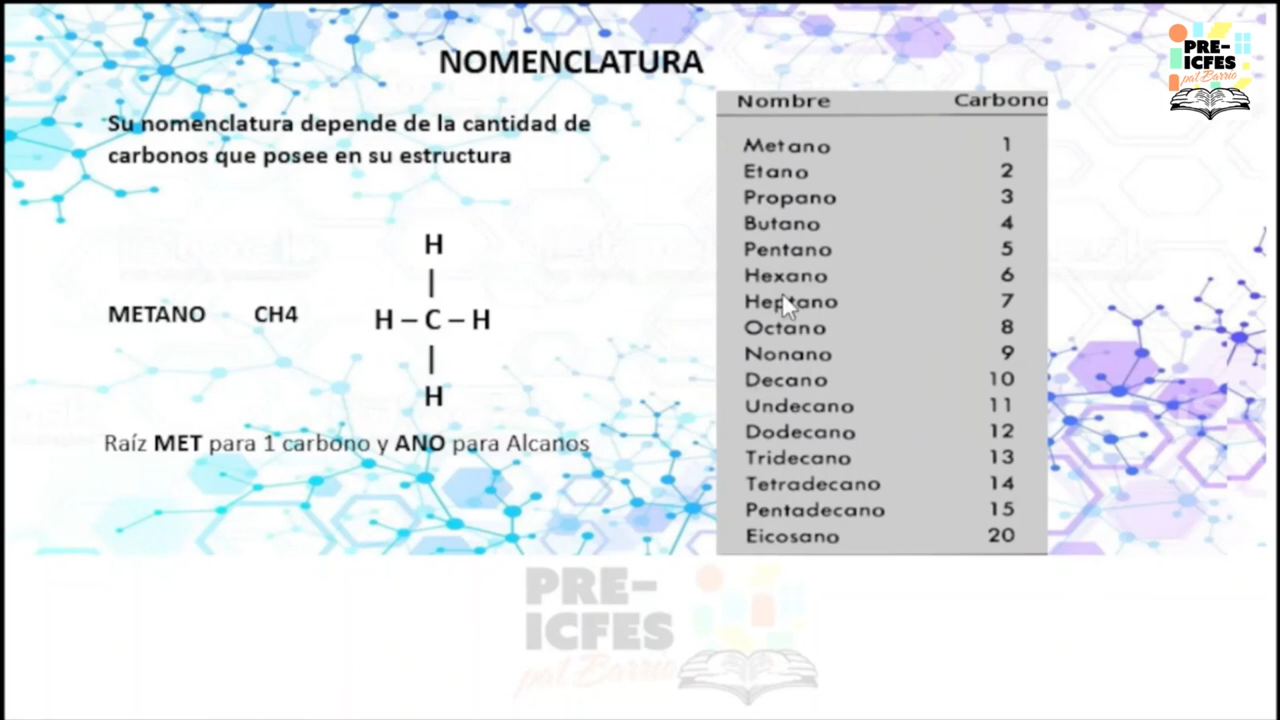 NOMENCLATURA
Su nomenclatura depende de la cantidad de
carbonos que posee en su estructura
METANO CH4
H
|
H – C – H
|
H
Raíz MET para 1 carbono y ANO para Alcanos
Nombre Carbono
Metano 1
Etano 2
Propano 3
Butano 4
Pentano 5
Hexano 6
Heptano 7
Octano 8
Nonano 9
Decano 10
Undecano 11
Dodecano 12
Tridecano 13
Tetradecano 14
Pentadecano 15
Eicosano 20
PRE-
ICFES
pal Barrio
PRE-
ICFES
pal Barrio